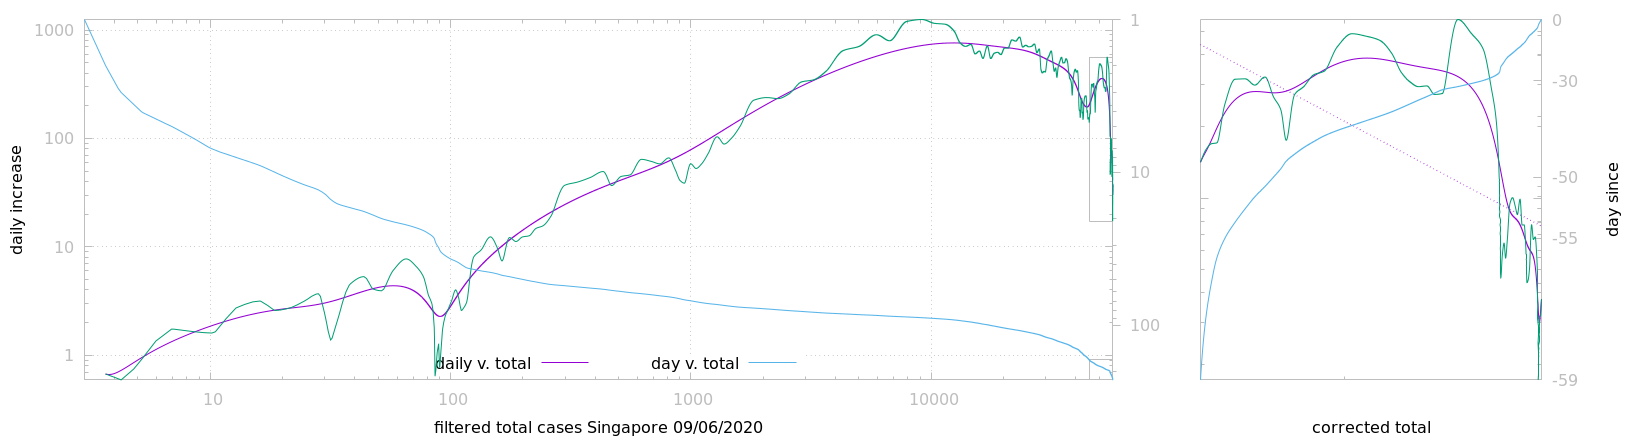 daily increase
1000
100
10
1
10
100
1000
10000
1
10
100
daily v. total
day v. total
filtered total cases Singapore 09/06/2020
0
-30
-50
-55
-59
day since
corrected total